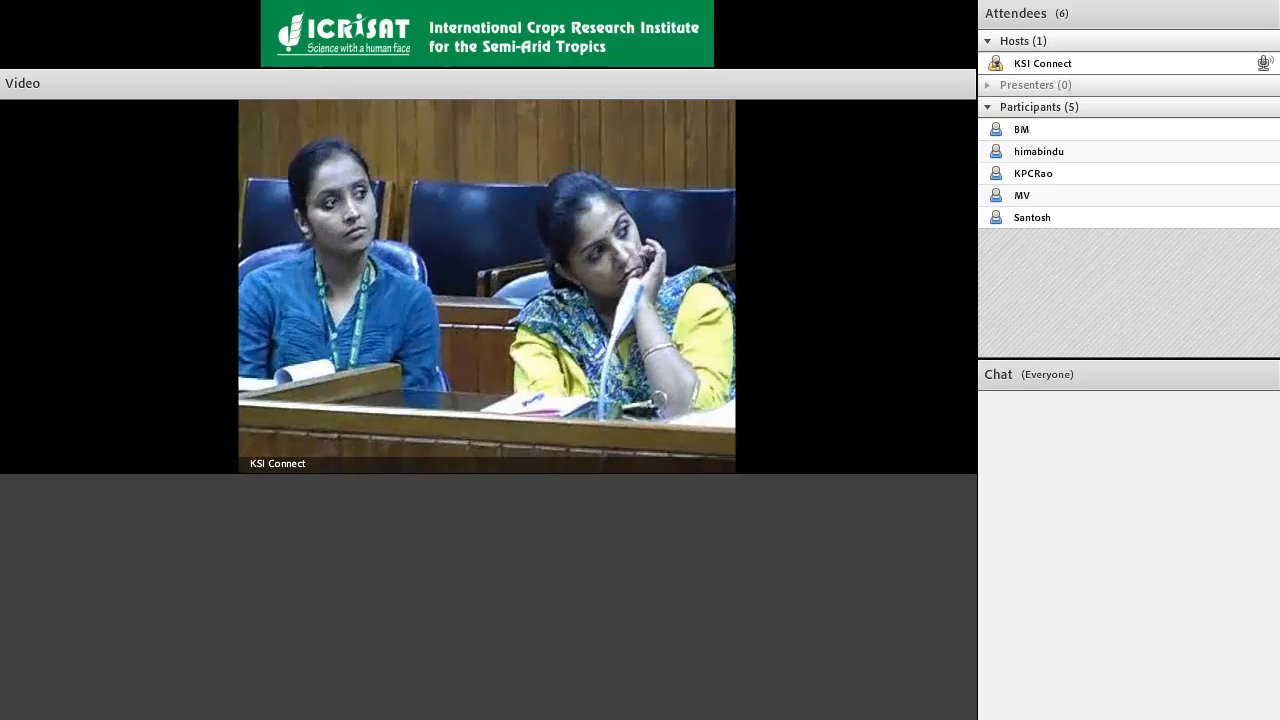 ICRISAT
Science with a human face
International Crops Research Institute
for the Semi-Arid Tropics
Video
KSI Connect
Attendees (6)
Hosts (1)
KSI Connect
Presenters (0)
Participants (5)
BM
himabindu
KPCRao
MV
Santosh
Chat (Everyone)